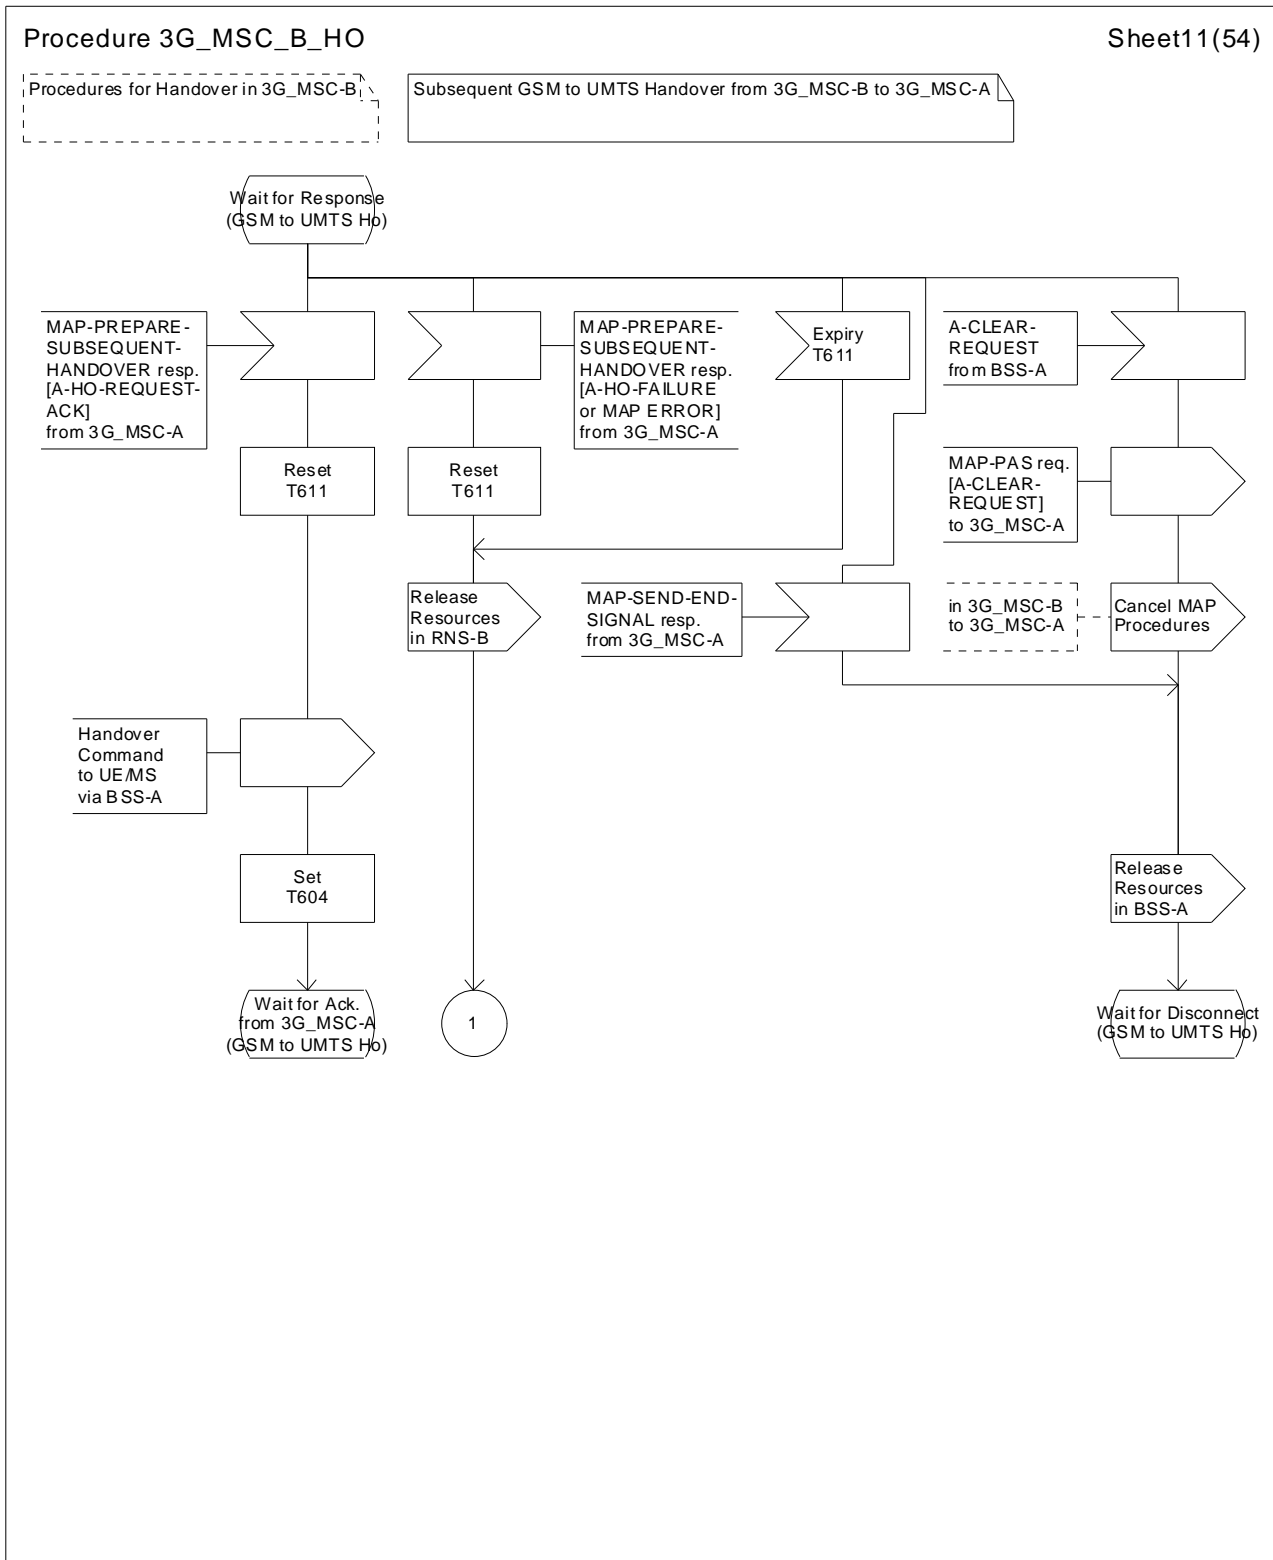 Procedure 3G_MSC_B_HO
Sheet11(54)
Procedures for Handover in 3G_MSC-B
Subsequent GSM to UMTS Handover from 3G_MSC-B to 3G_MSC-A
Wait for Response
(GSM to UMTS Ho)
MAP-PREPARE-
SUBSEQUENT-
HANDOVER resp.
[A-HO-REQUEST-
ACK]
from 3G_MSC-A
MAP-PREPARE-
SUBSEQUENT-
HANDOVER resp.
[A-HO-FAILURE
or MAP ERROR]
from 3G_MSC-A
Expiry
T611
A-CLEAR-
REQUEST
from BSS-A
Reset
T611
Reset
T611
MAP-PAS req.
[A-CLEAR-
REQUEST]
to 3G_MSC-A
Release
Resources
in RNS-B
MAP-SEND-END-
SIGNAL resp.
from 3G_MSC-A
in 3G_MSC-B
to 3G_MSC-A
Cancel MAP
Procedures
Handover
Command
to UE/MS
via BSS-A
Set
T604
Release
Resources
in BSS-A
Wait for Ack.
from 3G_MSC-A
(GSM to UMTS Ho)
1
Wait for Disconnect
(GSM to UMTS Ho)